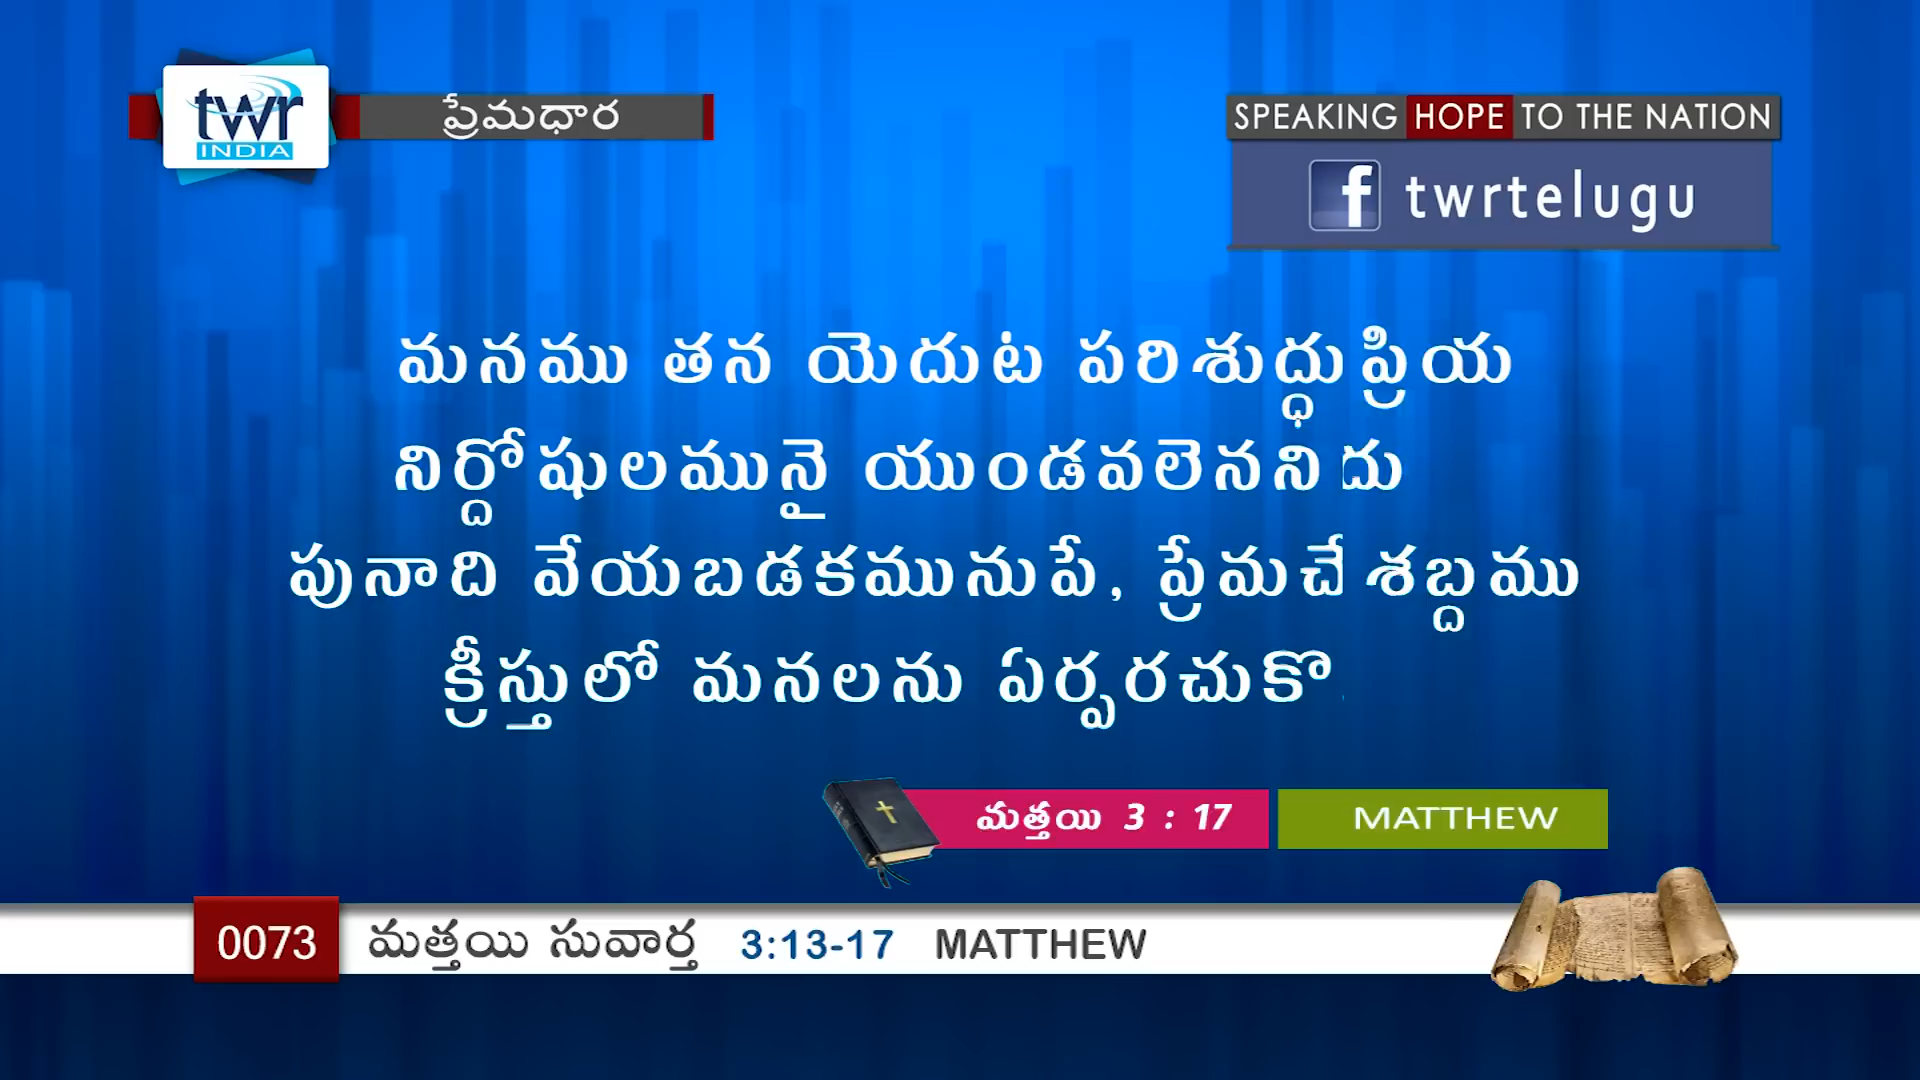 twr
INDIA
ప్రేమధార
SPEAKING HOPE TO THE NATION
f twrtelugu
మనము తన యెదుట పరిశుద్ధు ప్రియ
నిర్దోషులమునై యుండవలెనని దు
పునాది వేయబడకమునుపే, ప్రేమచే శబ్దము
క్రీస్తులో మనలను ఏర్పరచుకొ
మత్తయి 3 : 17 MATTHEW
0073 మత్తయి సువార్త 3:13-17 MATTHEW